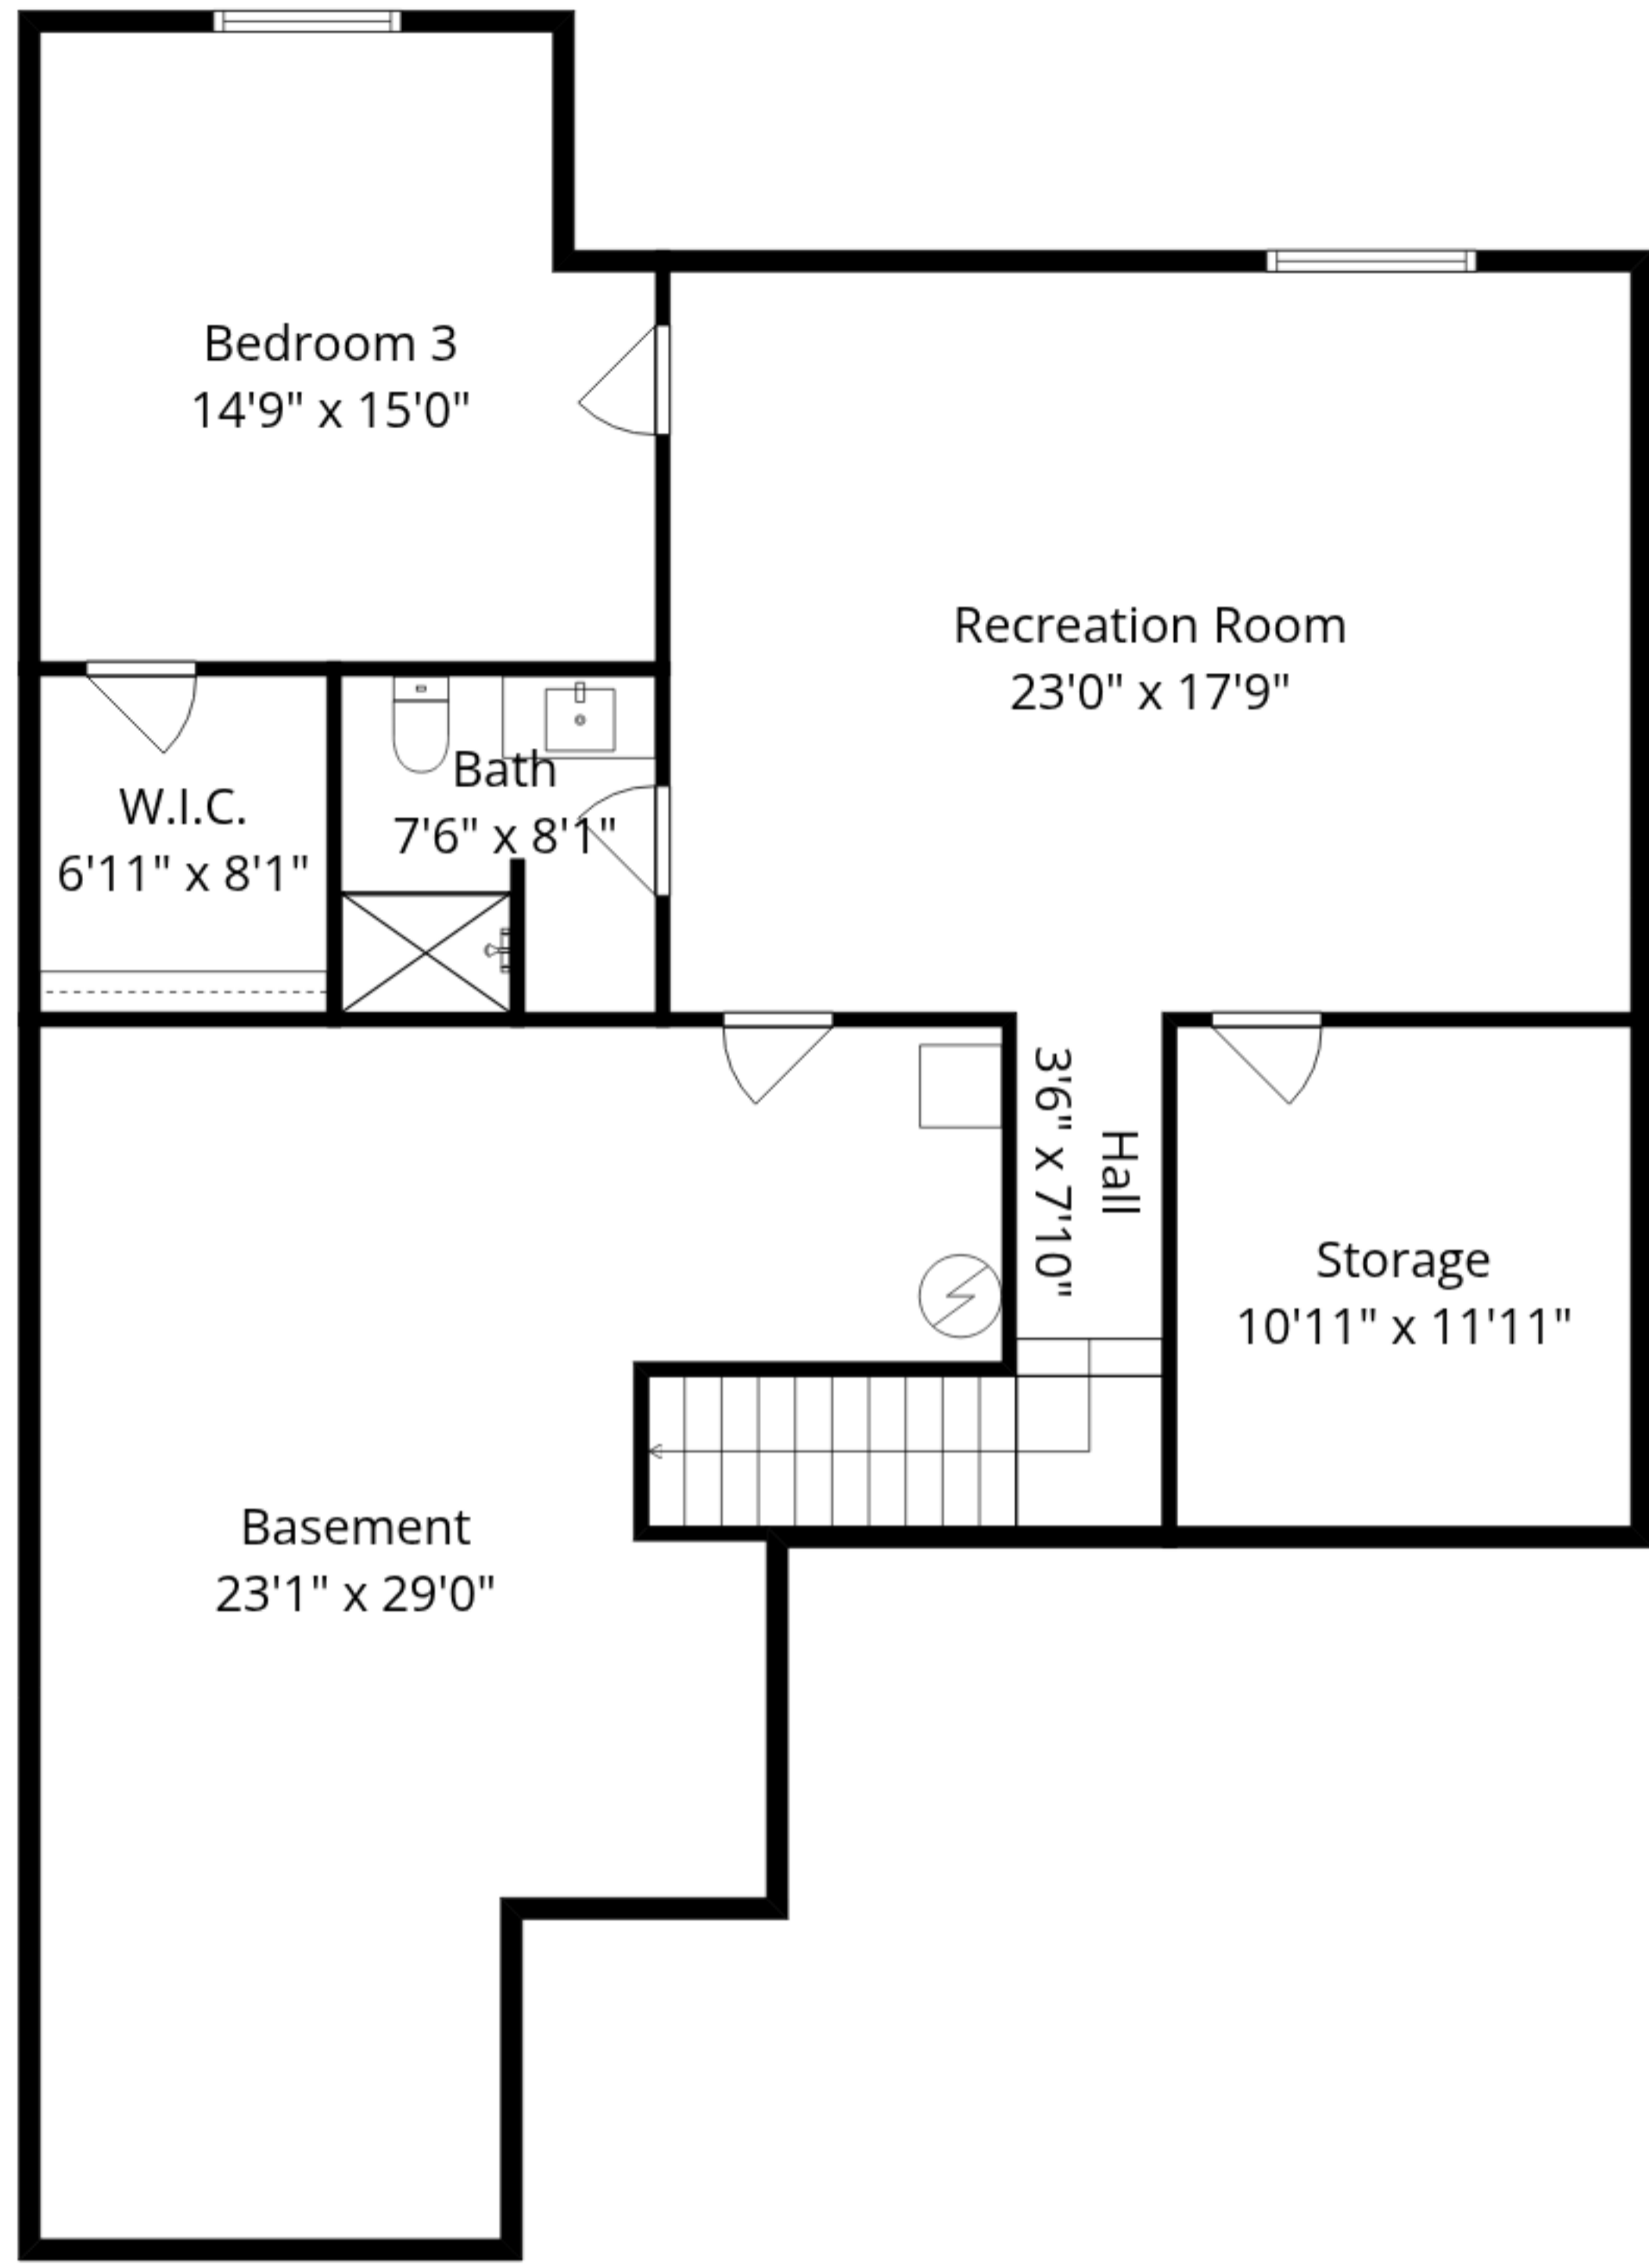 Bedroom 3
14'9" x 15'0"
Recreation Room
23'0" x 17'9"
Bath
7'6" x 8'1"
W.I.C.
6'11" x 8'1"
Hall
3'6" x 7'10"
Storage
10'11" x 11'11"
Basement
23'1" x 29'0"